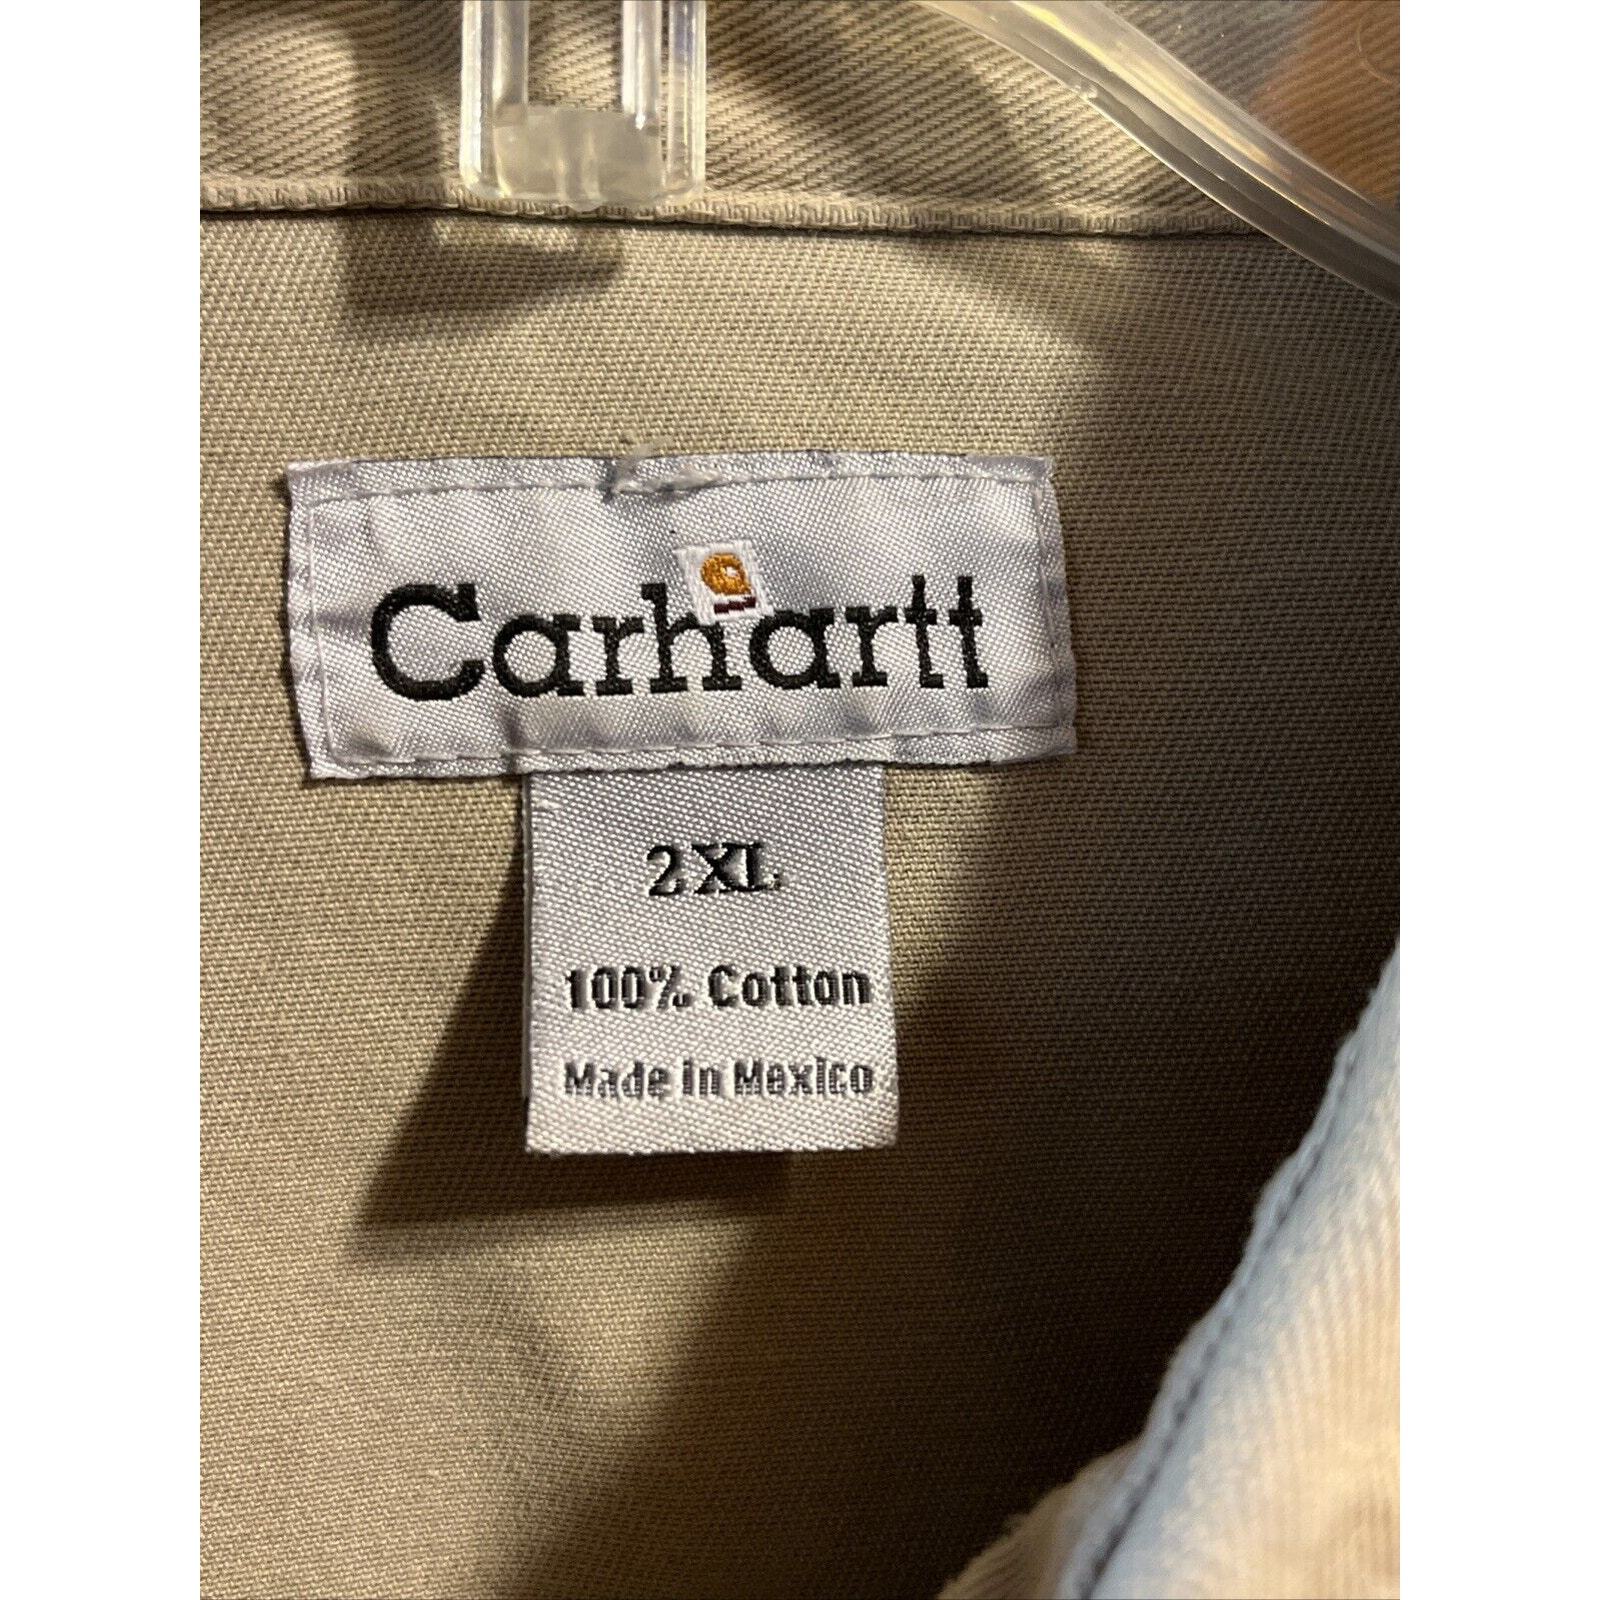 Carhartt
2XL
100% Cotton
Made in Mexico